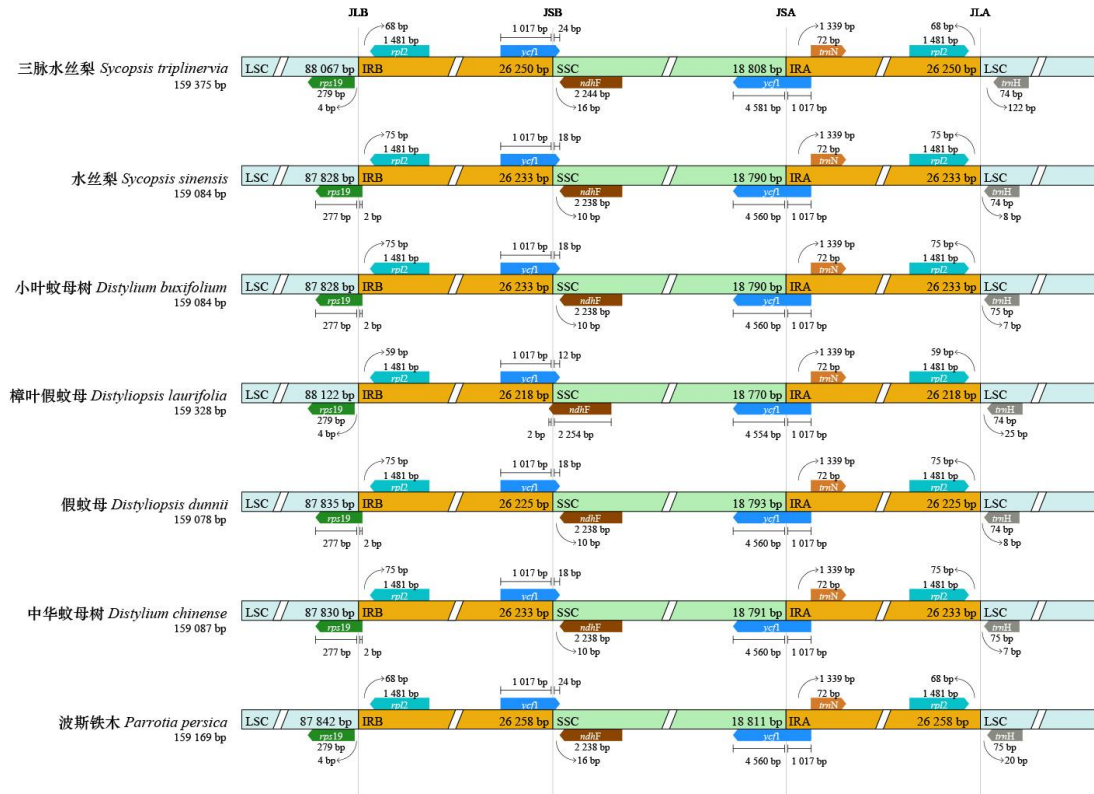 JLB JSB JSA JLA
68 bp 1 017 bp 24 bp 1 339 bp 68 bp
1 481 bp 72 bp 1 481 bp
rpl2 ycf1 trnN rpl2
三脉水丝梨 Sycopsis triplinervia LSC 88 067 bp IRB 26 250 bp SSC 18 808 bp IRA 26 250 bp LSC
159 375 bp rps19 ndhF ycf1 trnH
279 bp 2 244 bp 74 bp
4 bp 16 bp 4 581 bp 1 017 bp 122 bp
75 bp 1 017 bp 18 bp 1 339 bp 75 bp
1 481 bp 72 bp 1 481 bp
rpl2 ycf1 trnN rpl2
水丝梨 Sycopsis sinensis LSC 87 828 bp IRB 26 233 bp SSC 18 790 bp IRA 26 233 bp LSC
159 084 bp rps19 ndhF ycf1 trnH
2 238 bp 74 bp
277 bp 2 bp 10 bp 4 560 bp 1 017 bp 8 bp
75 bp 1 017 bp 18 bp 1 339 bp 75 bp
1 481 bp 72 bp 1 481 bp
rpl2 ycf1 trnN rpl2
小叶蚊母树 Distylium buxifolium LSC 87 828 bp IRB 26 233 bp SSC 18 790 bp IRA 26 233 bp LSC
159 084 bp rps19 ndhF ycf1 trnH
2 238 bp 75 bp
277 bp 2 bp 10 bp 4 560 bp 1 017 bp 7 bp
59 bp 1 017 bp 12 bp 1 339 bp 59 bp
1 481 bp 72 bp 1 481 bp
rpl2 ycf1 trnN rpl2
樟叶假蚊母 Distyliopsis laurifolia LSC 88 122 bp IRB 26 218 bp SSC 18 770 bp IRA 26 218 bp LSC
159 328 bp rps19 ndhF ycf1 trnH
279 bp 74 bp
4 bp 2 bp 2 254 bp 4 554 bp 1 017 bp 25 bp
75 bp 1 017 bp 18 bp 1 339 bp 75 bp
1 481 bp 72 bp 1 481 bp
rpl2 ycf1 trnN rpl2
假蚊母 Distyliopsis dunnii LSC 87 835 bp IRB 26 225 bp SSC 18 793 bp IRA 26 225 bp LSC
159 078 bp rps19 ndhF ycf1 trnH
2 238 bp 74 bp
277 bp 2 bp 10 bp 4 560 bp 1 017 bp 8 bp
75 bp 1 017 bp 18 bp 1 339 bp 75 bp
1 481 bp 72 bp 1 481 bp
rpl2 ycf1 trnN rpl2
中华蚊母树 Distylium chinense LSC 87 830 bp IRB 26 233 bp SSC 18 791 bp IRA 26 233 bp LSC
159 087 bp rps19 ndhF ycf1 trnH
2 238 bp 75 bp
277 bp 2 bp 10 bp 4 560 bp 1 017 bp 7 bp
68 bp 1 017 bp 24 bp 1 339 bp 68 bp
1 481 bp 72 bp 1 481 bp
rpl2 ycf1 trnN rpl2
波斯铁木 Parrotia persica LSC 87 842 bp IRB 26 258 bp SSC 18 811 bp IRA 26 258 bp LSC
159 169 bp rps19 ndhF ycf1 trnH
279 bp 2 238 bp 75 bp
4 bp 16 bp 4 560 bp 1 017 bp 20 bp